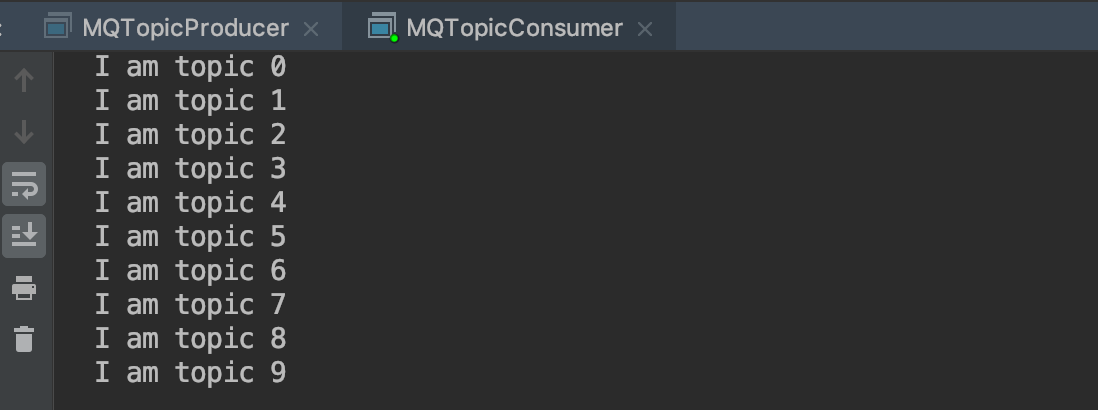 : MQTopicProducer × MQTopicConsumer ×
I am topic 0
I am topic 1
I am topic 2
I am topic 3
I am topic 4
I am topic 5
I am topic 6
I am topic 7
I am topic 8
I am topic 9